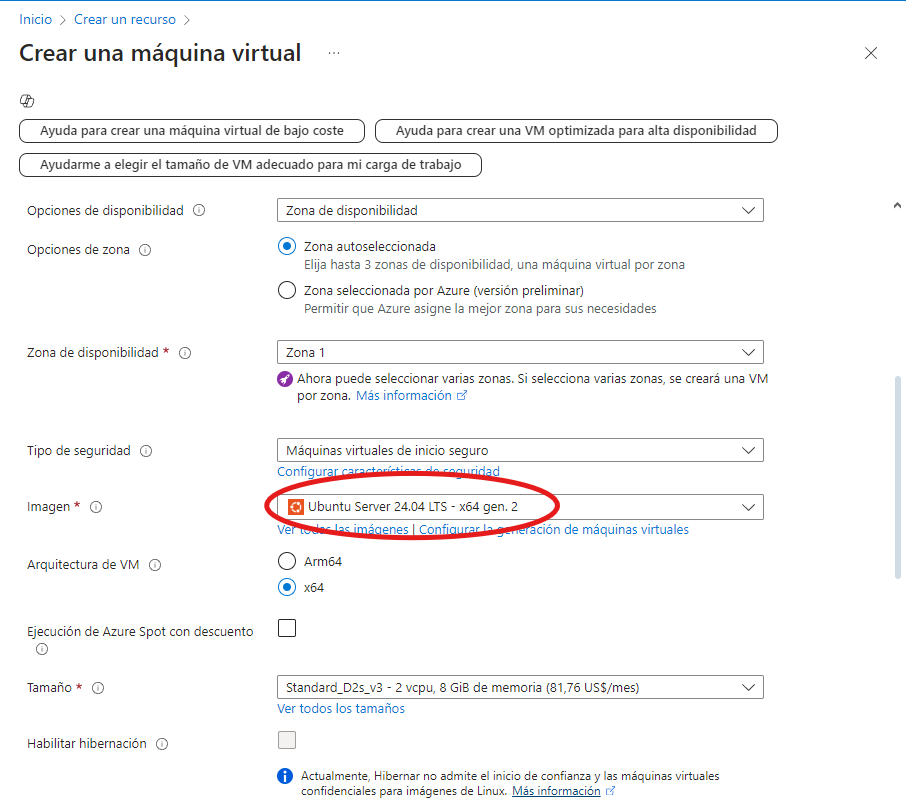 Inicio > Crear un recurso >
Crear una máquina virtual ...
Ayuda para crear una máquina virtual de bajo coste
Ayuda para crear una VM optimizada para alta disponibilidad
Ayudarme a elegir el tamaño de VM adecuado para mi carga de trabajo
Opciones de disponibilidad
Zona de disponibilidad
Opciones de zona
Zona autoseleccionada
Elija hasta 3 zonas de disponibilidad, una máquina virtual por zona
Zona seleccionada por Azure (versión preliminar)
Permitir que Azure asigne la mejor zona para sus necesidades
Zona de disponibilidad *
Zona 1
Ahora puede seleccionar varias zonas. Si selecciona varias zonas, se creará una VM
por zona. Más información
Tipo de seguridad
Máquinas virtuales de inicio seguro
Configurar características de seguridad
Imagen *
Ubuntu Server 24.04 LTS - x64 gen. 2
Ver todas las imágenes | Configurar la generación de máquinas virtuales
Arquitectura de VM
Arm64
x64
Ejecución de Azure Spot con descuento
Tamaño *
Standard_D2s_v3 - 2 vcpu, 8 GiB de memoria (81,76 US$/mes)
Ver todos los tamaños
Habilitar hibernación
Actualmente, Hibernar no admite el inicio de confianza y las máquinas virtuales
confidenciales para imágenes de Linux. Más información